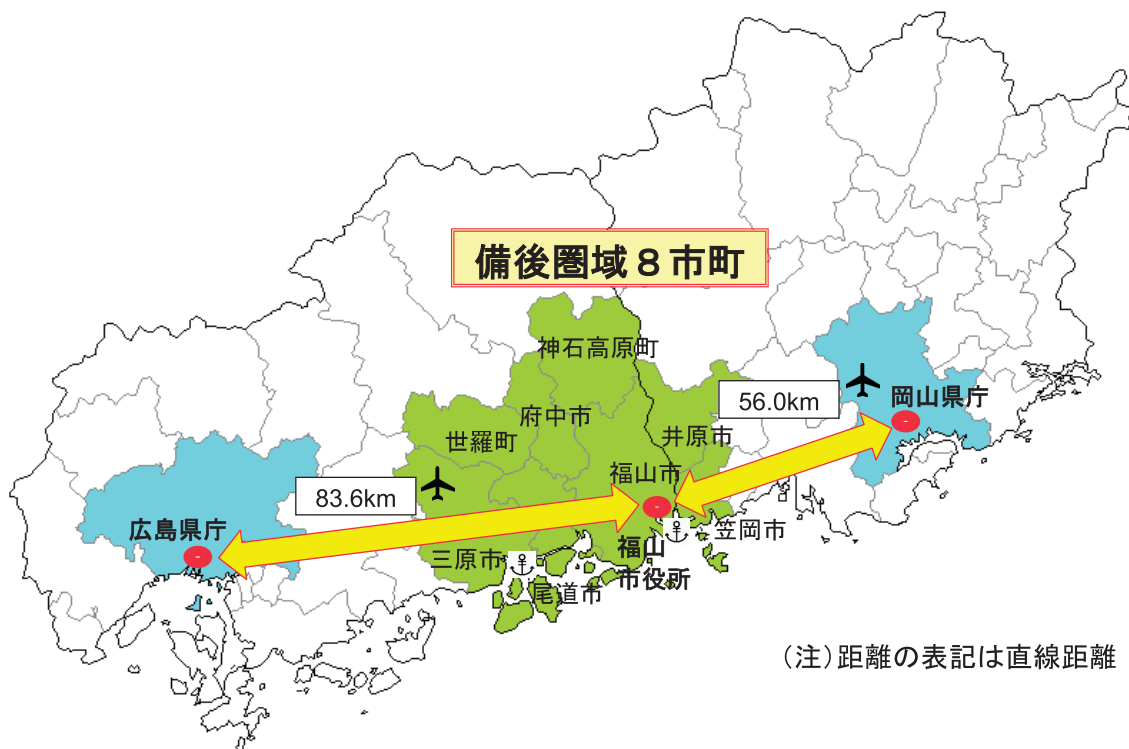 備後圏域８市町
神石高原町
56.0km
岡山県庁
府中市
世羅町
井原市
福山市
83.6km
広島県庁
笠岡市
三原市
福山
市役所
尾道市
（注）距離の表記は直線距離